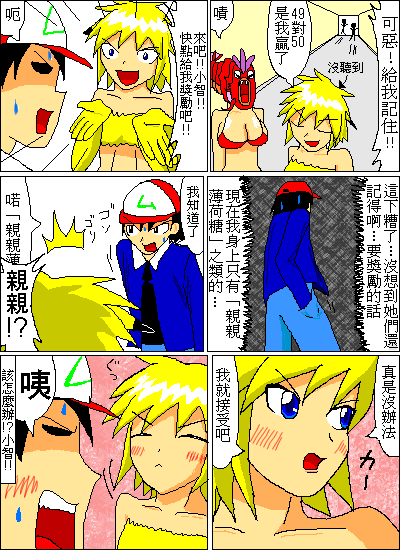 可惡！給我記住！！
沒聽到
49對50
是我贏了
嘖
來吧！！小智！！
快點給我獎勵吧！！
呃
這下糟了…沒想到她們還
記得啊…要獎勵的話
現在我身上只有「親親
薄荷糖」之類的…
我知道了
ゴソ
ゴソ
喏「親親薄
親親!?
真是沒辦法
カー
我就接受吧
咦
該怎麼辦!?小智!!